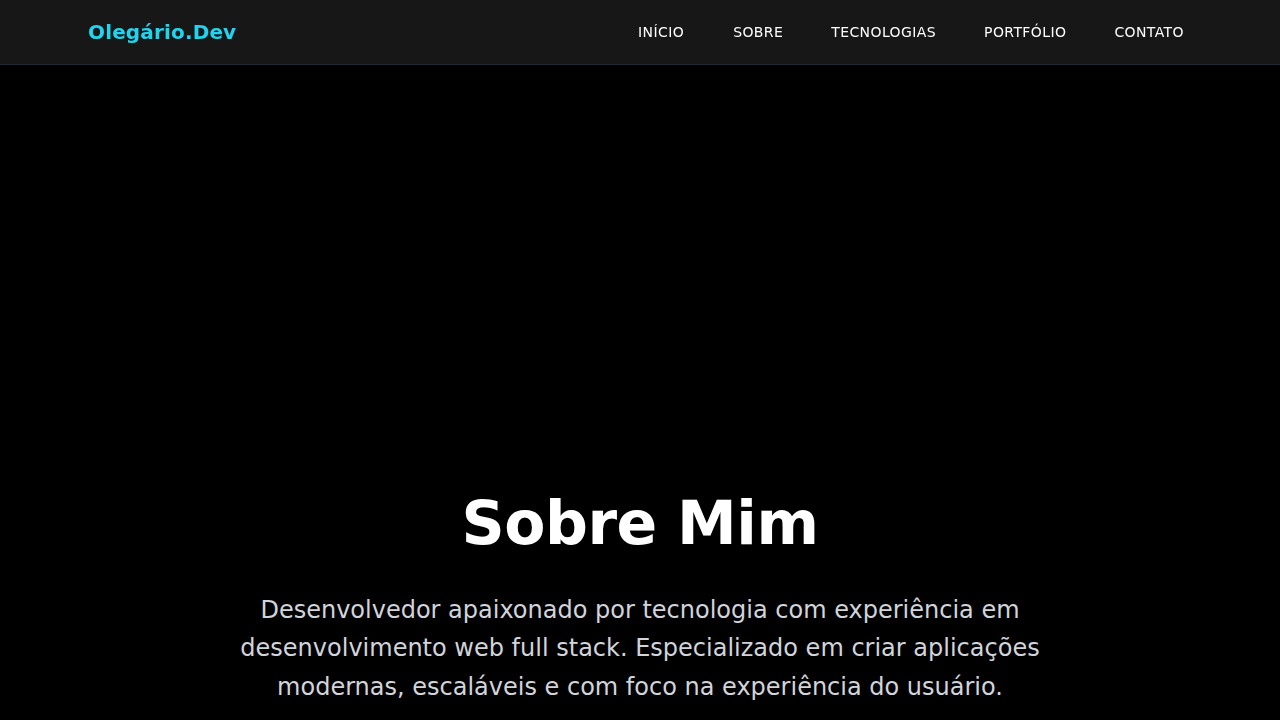 Olegário.Dev
INÍCIO SOBRE TECNOLOGIAS PORTFÓLIO CONTATO
Sobre Mim
Desenvolvedor apaixonado por tecnologia com experiência em
desenvolvimento web full stack. Especializado em criar aplicações
modernas, escaláveis e com foco na experiência do usuário.